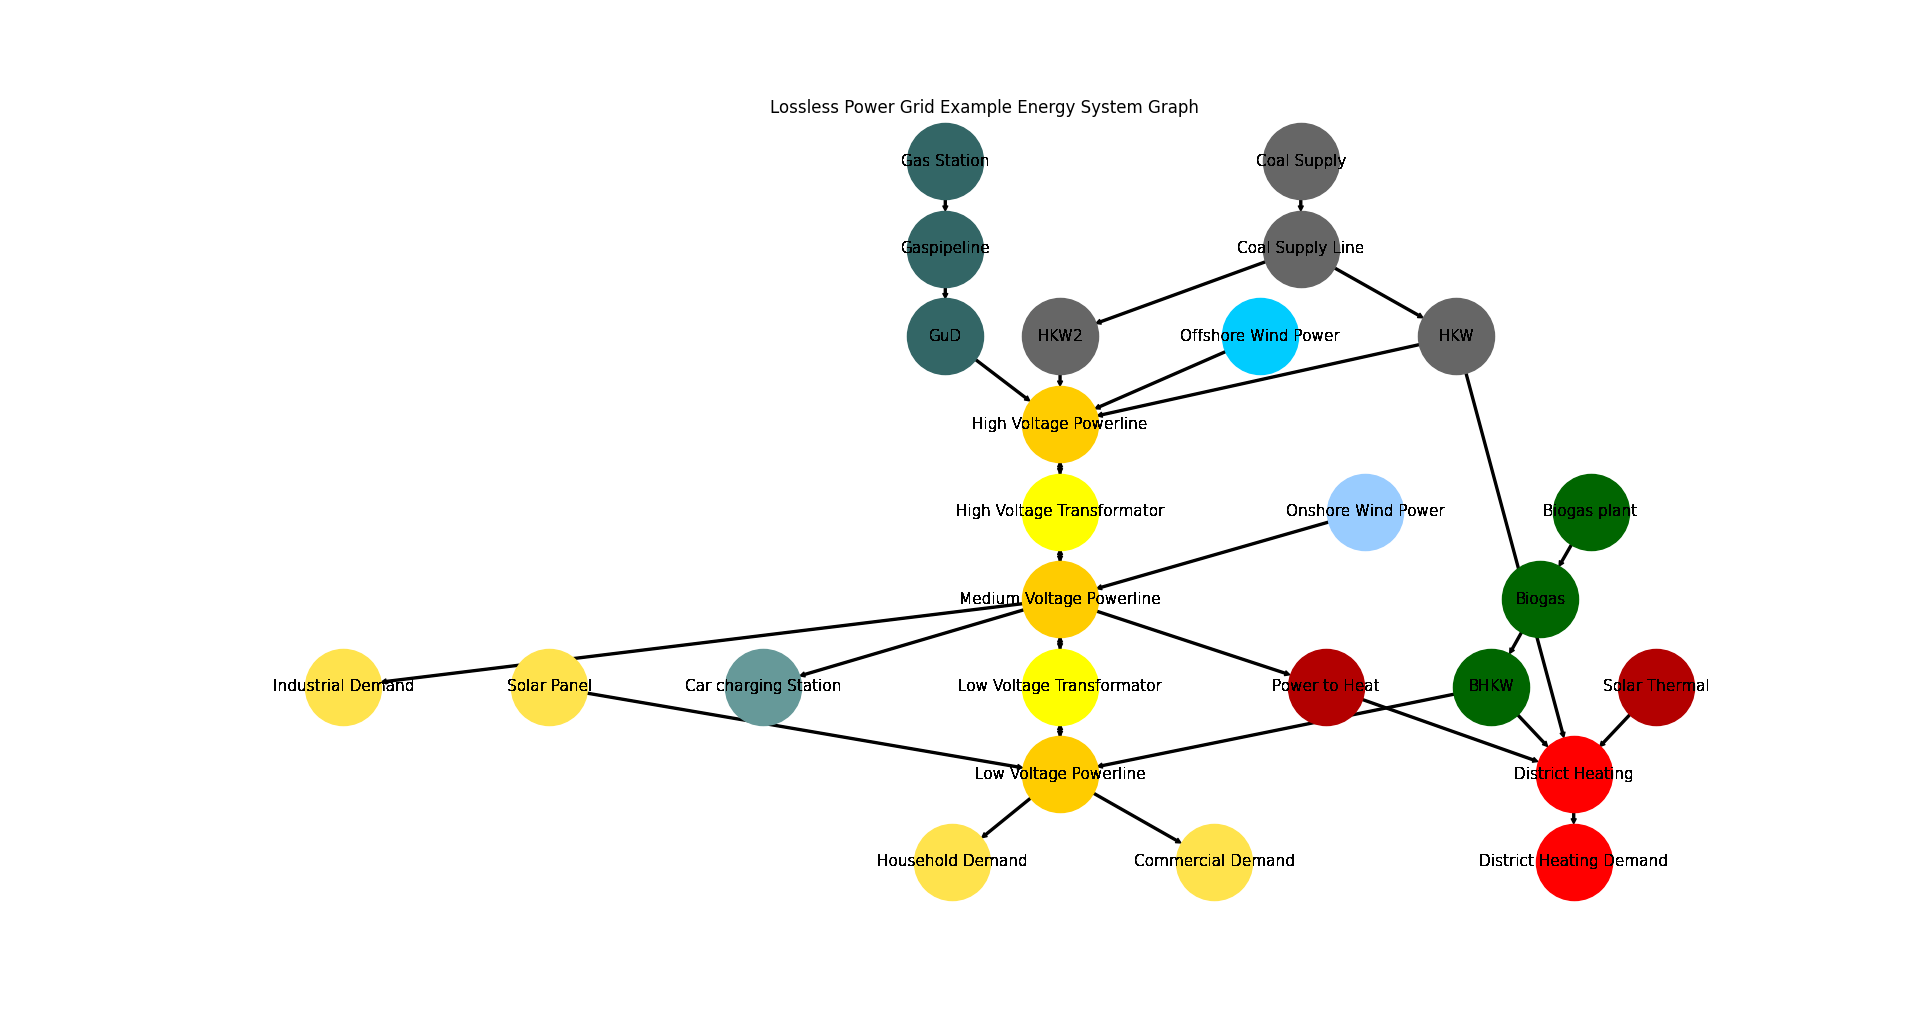 Lossless Power Grid Example Energy System Graph
Gas Station
Coal Supply
Gaspipeline
Coal Supply Line
GuD
HKW2
Offshore Wind Power
HKW
High Voltage Powerline
High Voltage Transformator
Onshore Wind Power
Biogas plant
Medium Voltage Powerline
Biogas
Industrial Demand
Solar Panel
Car charging Station
Low Voltage Transformator
Power to Heat
BHKW
Solar Thermal
Low Voltage Powerline
District Heating
Household Demand
Commercial Demand
District Heating Demand